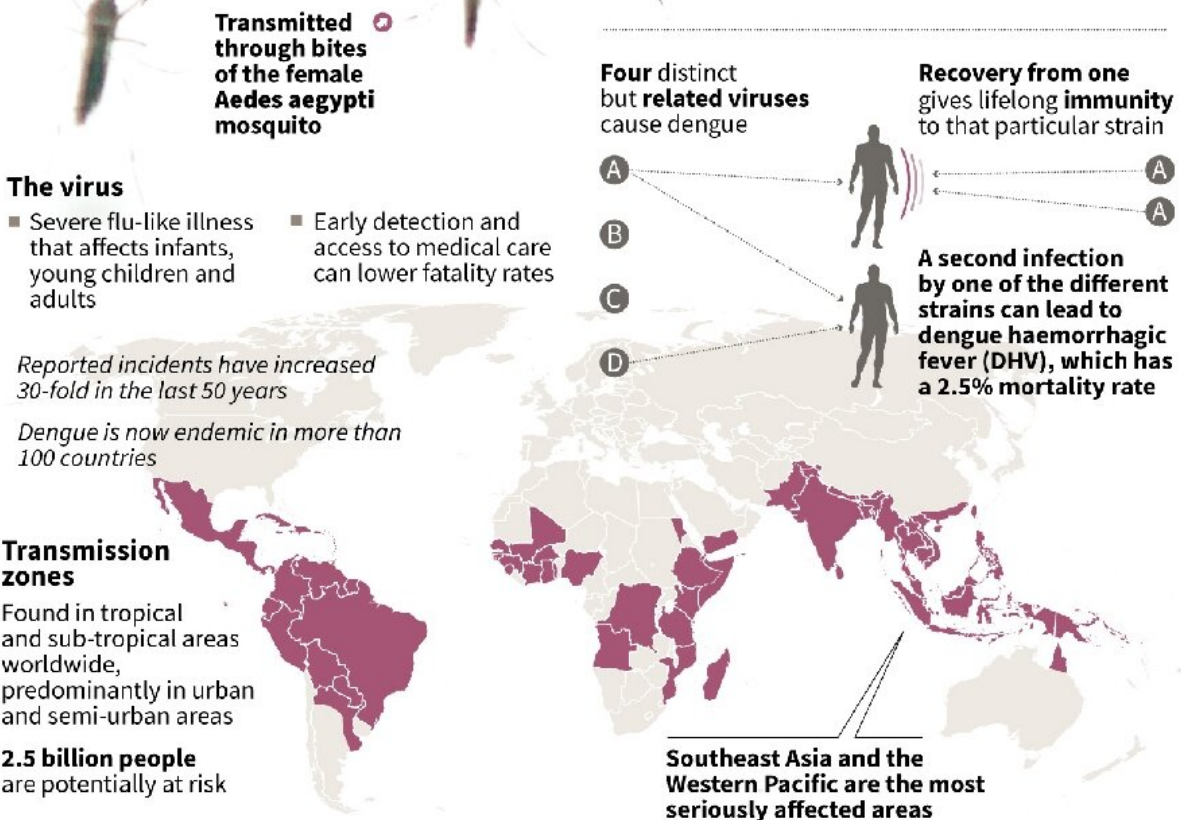 Transmitted
through bites
of the female
Aedes aegypti
mosquito
The virus
Severe flu-like illness
that affects infants,
young children and
adults
Early detection and
access to medical care
can lower fatality rates
Reported incidents have increased
30-fold in the last 50 years
Dengue is now endemic in more than
100 countries
Four distinct
but related viruses
cause dengue
A
B
C
D
Recovery from one
gives lifelong immunity
to that particular strain
A
A
A second infection
by one of the different
strains can lead to
dengue haemorrhagic
fever (DHV), which has
a 2.5% mortality rate
Transmission
zones
Found in tropical
and sub-tropical areas
worldwide,
predominantly in urban
and semi-urban areas
2.5 billion people
are potentially at risk
Southeast Asia and the
Western Pacific are the most
seriously affected areas